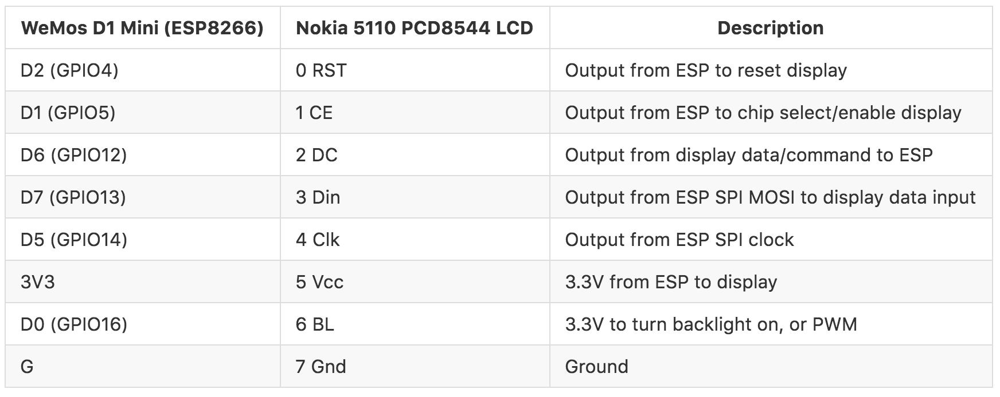 WeMos D1 Mini (ESP8266) Nokia 5110 PCD8544 LCD Description
D2 (GPIO4) 0 RST Output from ESP to reset display
D1 (GPIO5) 1 CE Output from ESP to chip select/enable display
D6 (GPIO12) 2 DC Output from display data/command to ESP
D7 (GPIO13) 3 Din Output from ESP SPI MOSI to display data input
D5 (GPIO14) 4 Clk Output from ESP SPI clock
3V3 5 Vcc 3.3V from ESP to display
D0 (GPIO16) 6 BL 3.3V to turn backlight on, or PWM
G 7 Gnd Ground